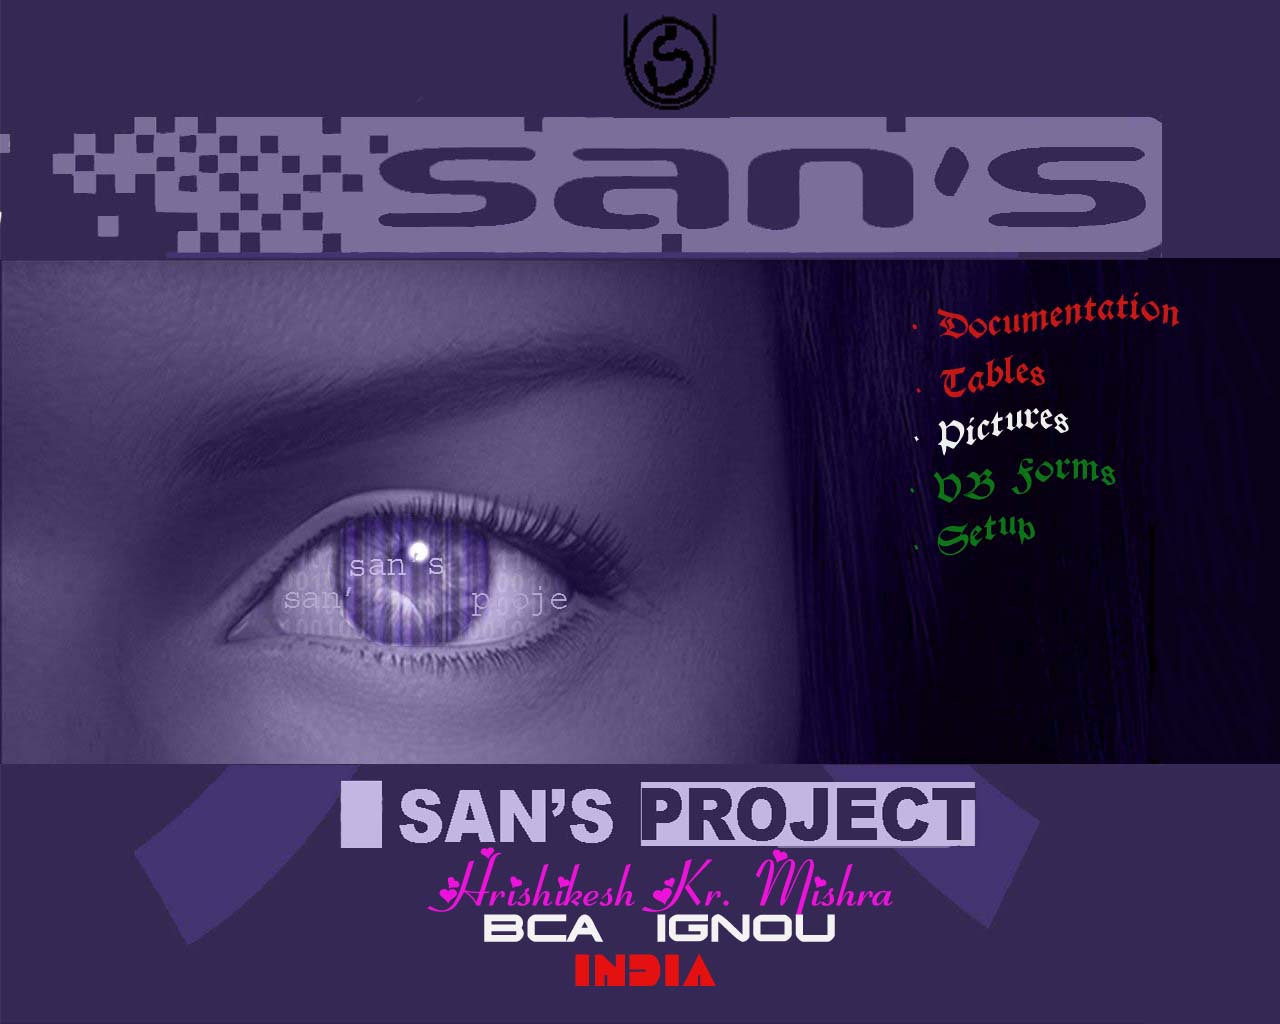 san's
· Documentation
· Tables
· Pictures
· VB Forms
· Setup
san's
san' proje
SAN'S PROJECT
Hrishikesh Kr. Mishra
BCA IGNOU
INDIA